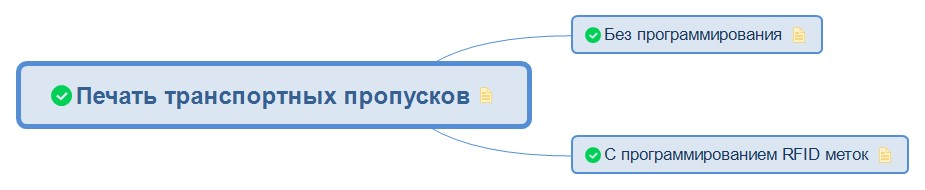 Без программирования
Печать транспортных пропусков
С программированием RFID меток